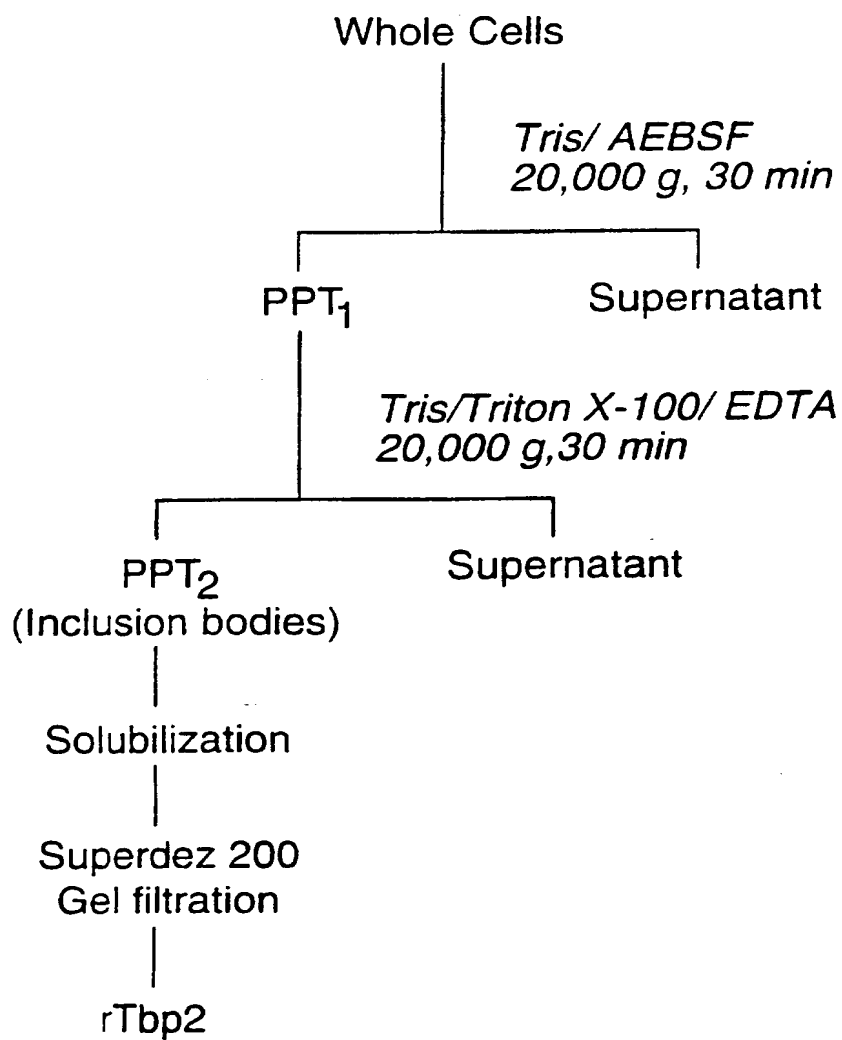 Whole Cells
Tris/ AEBSF
20,000 g, 30 min
PPT1
Supernatant
Tris/Triton X-100/ EDTA
20,000 g,30 min
PPT2
(Inclusion bodies)
Supernatant
Solubilization
Superdez 200
Gel filtration
rTbp2